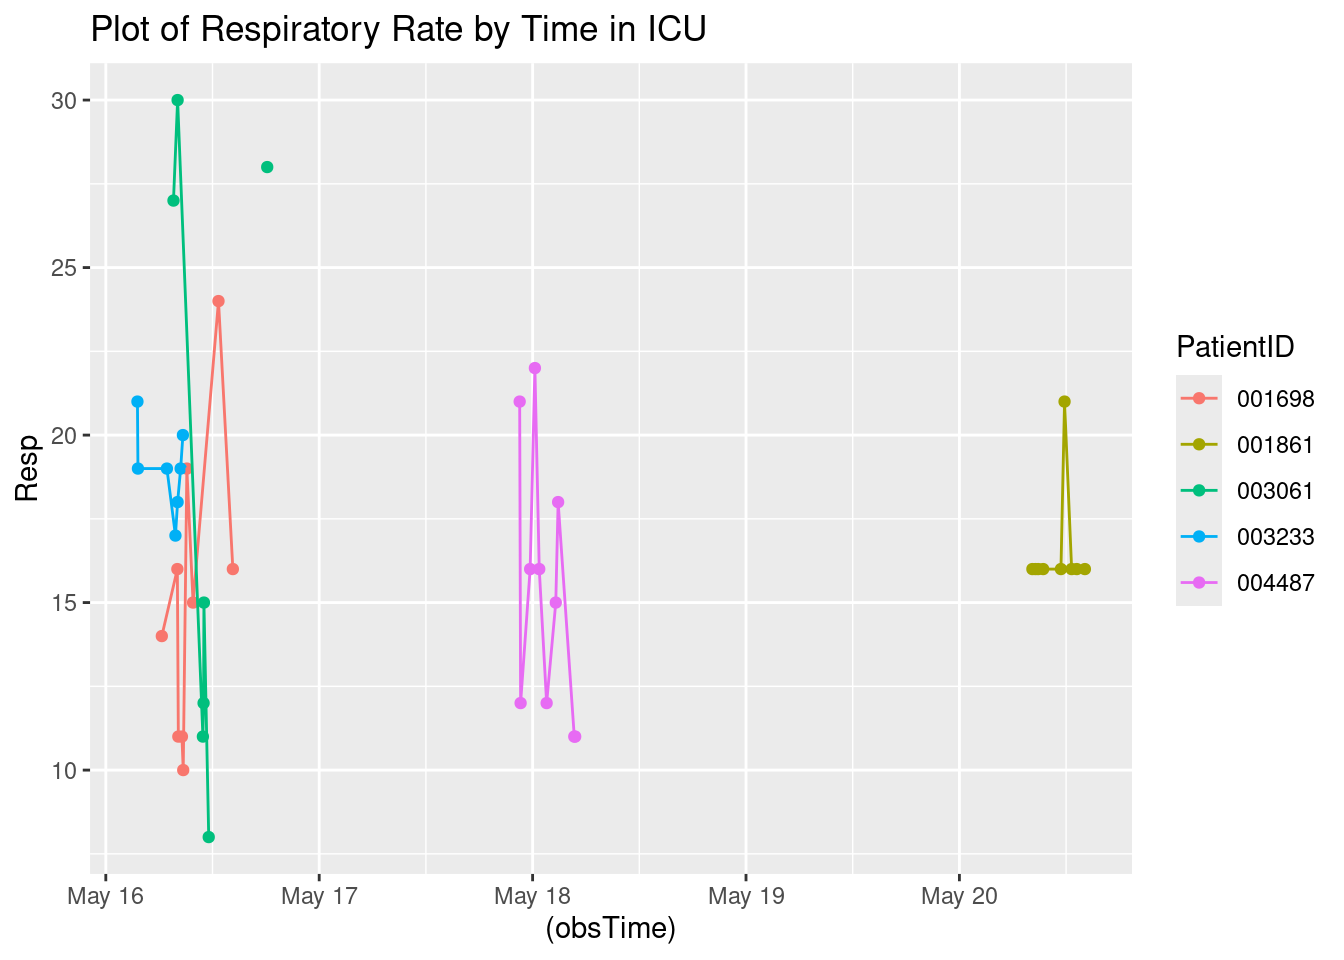 Plot of Respiratory Rate by Time in ICU
30
25
20
15
10
Resp
May 16
May 17
May 18
May 19
May 20
(obsTime)
PatientID
001698
001861
003061
003233
004487